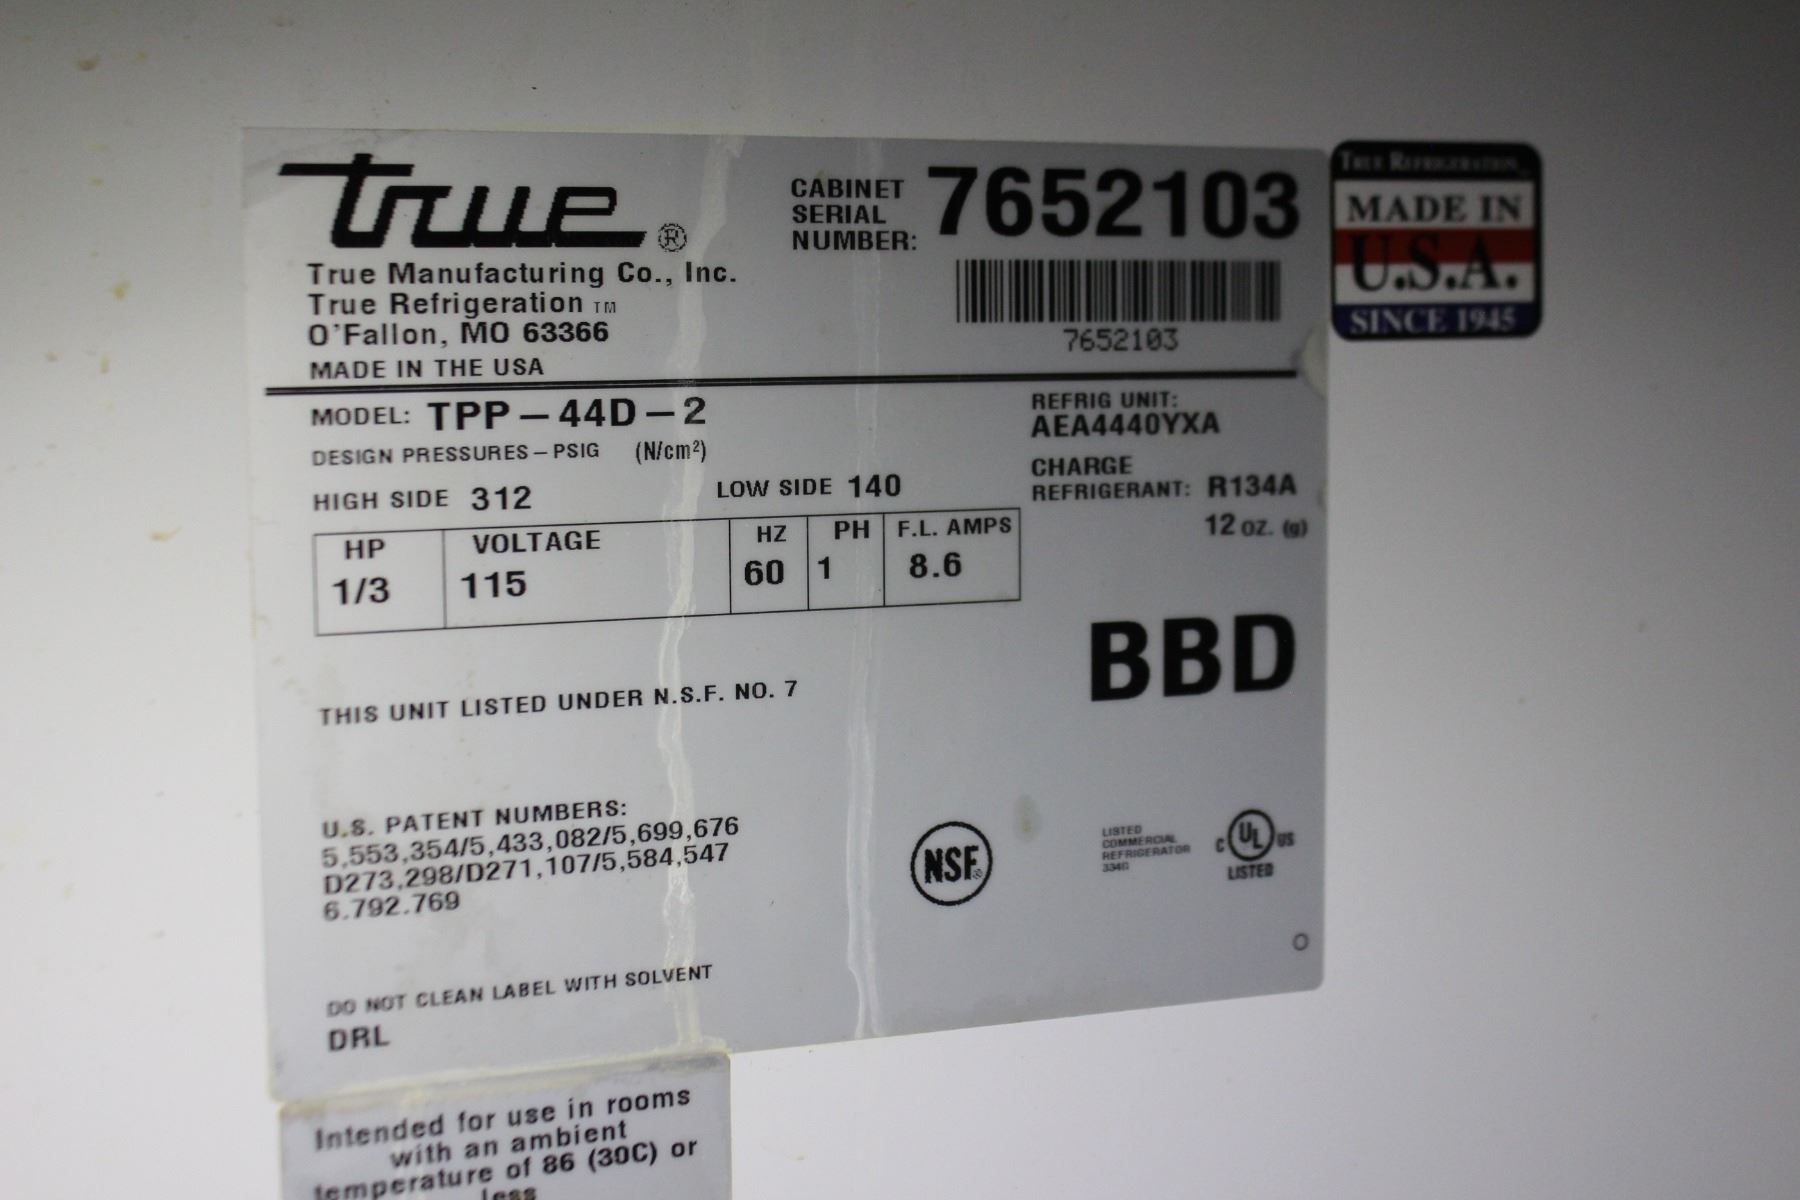 true®
True Manufacturing Co., Inc.
True Refrigeration TM
O'Fallon, MO 63366
MADE IN THE USA
CABINET
SERIAL
NUMBER: 7652103
7652103
TRUE REFRIGERATION
MADE IN
U.S.A.
SINCE 1945
MODEL: TPP-44D-2
DESIGN PRESSURES-PSIG (N/cm²)
HIGH SIDE 312 LOW SIDE 140
REFRIG UNIT:
AEA4440YXA
CHARGE
REFRIGERANT: R134A
12 oz. (g)
HP VOLTAGE HZ PH F.L. AMPS
1/3 115 60 1 8.6
BBD
THIS UNIT LISTED UNDER N.S.F. NO. 7
U.S. PATENT NUMBERS:
5,553,354/5,433,082/5,699,676
D273,298/D271,107/5,584,547
6.792.769
NSF®
LISTED
COMMERCIAL
REFRIGERATOR
334G
C UL US
LISTED
DO NOT CLEAN LABEL WITH SOLVENT
DRL
Intended for use in rooms
with an ambient
temperature of 86 (30C) or
less